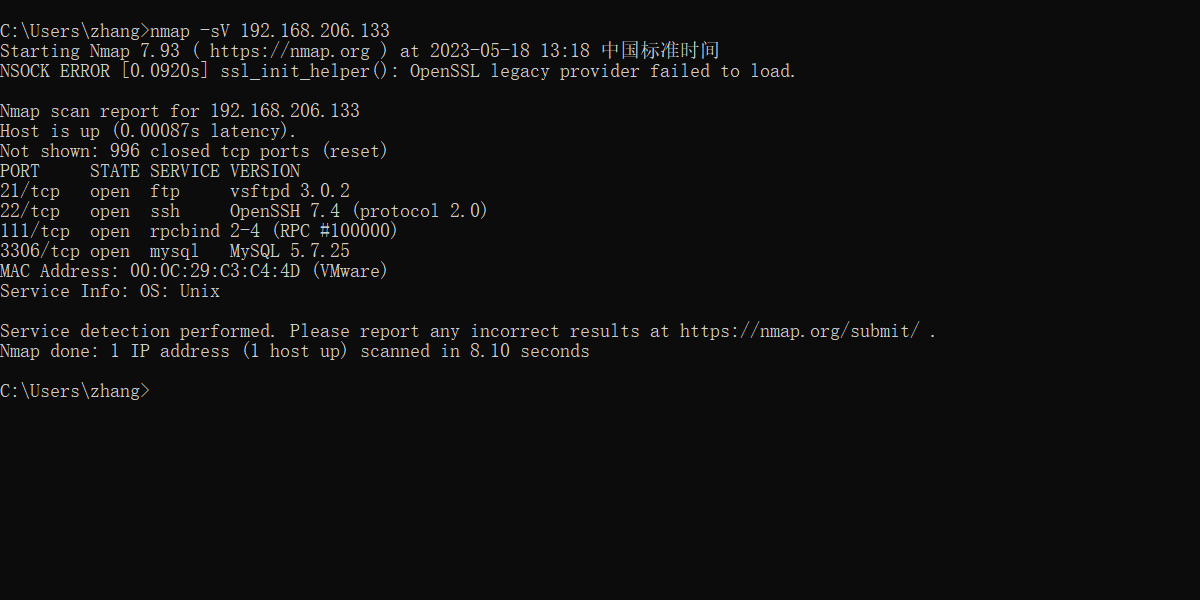 C:\Users\zhang>nmap -sV 192.168.206.133
Starting Nmap 7.93 ( https://nmap.org ) at 2023-05-18 13:18 中国标准时间
NSOCK ERROR [0.0920s] ssl_init_helper(): OpenSSL legacy provider failed to load.
Nmap scan report for 192.168.206.133
Host is up (0.00087s latency).
Not shown: 996 closed tcp ports (reset)
PORT     STATE SERVICE VERSION
21/tcp   open  ftp     vsftpd 3.0.2
22/tcp   open  ssh     OpenSSH 7.4 (protocol 2.0)
111/tcp  open  rpcbind 2-4 (RPC #100000)
3306/tcp open  mysql   MySQL 5.7.25
MAC Address: 00:0C:29:C3:C4:4D (VMware)
Service Info: OS: Unix
Service detection performed. Please report any incorrect results at https://nmap.org/submit/ .
Nmap done: 1 IP address (1 host up) scanned in 8.10 seconds
C:\Users\zhang>